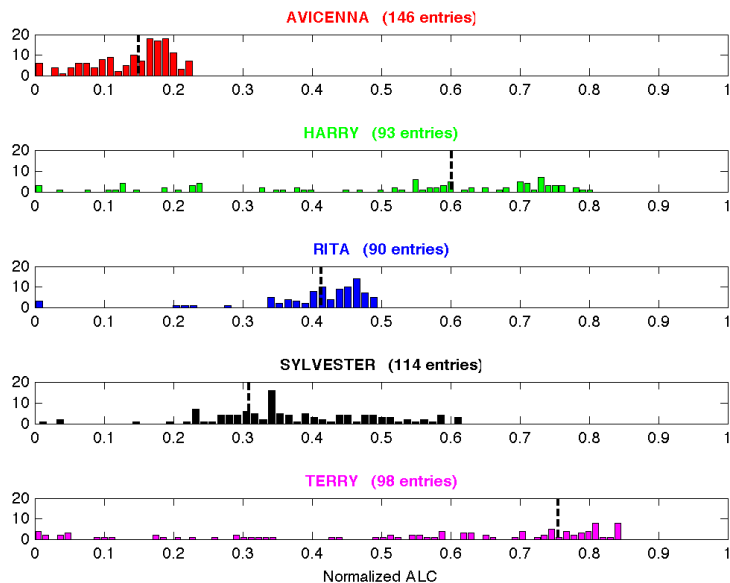 AVICENNA (146 entries)
20
10
0
0 0.1 0.2 0.3 0.4 0.5 0.6 0.7 0.8 0.9 1
HARRY (93 entries)
20
10
0
0 0.1 0.2 0.3 0.4 0.5 0.6 0.7 0.8 0.9 1
RITA (90 entries)
20
10
0
0 0.1 0.2 0.3 0.4 0.5 0.6 0.7 0.8 0.9 1
SYLVESTER (114 entries)
20
10
0
0 0.1 0.2 0.3 0.4 0.5 0.6 0.7 0.8 0.9 1
TERRY (98 entries)
20
10
0
0 0.1 0.2 0.3 0.4 0.5 0.6 0.7 0.8 0.9 1
Normalized ALC